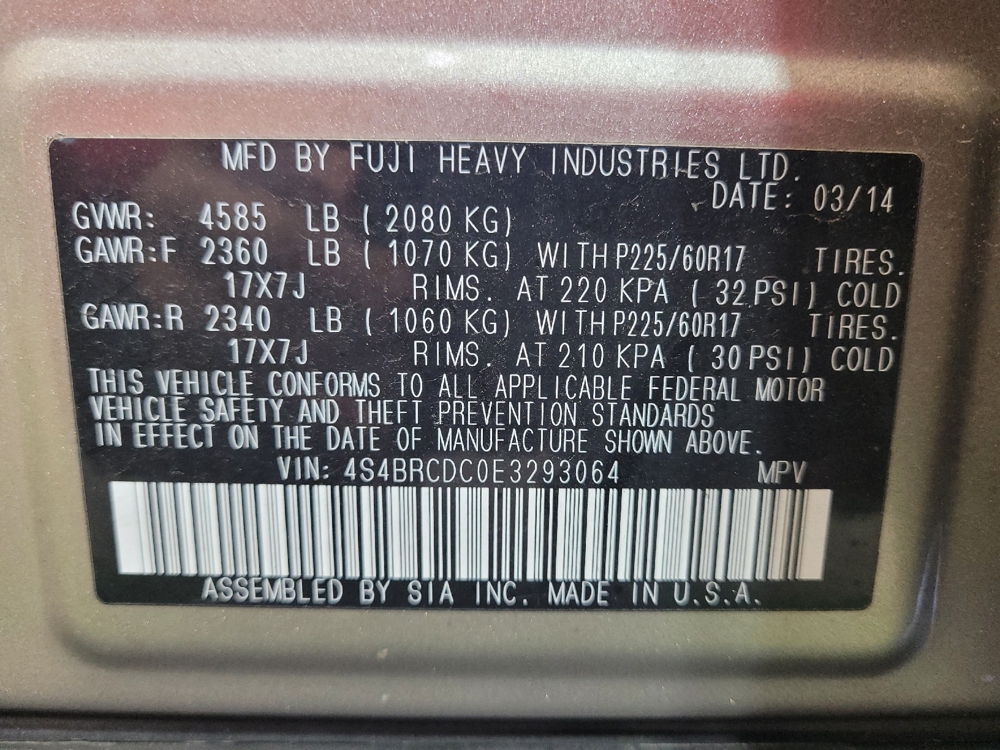 MFD BY FUJI HEAVY INDUSTRIES LTD.
DATE: 03/14
GVWR: 4585 LB ( 2080 KG)
GAWR:F 2360 LB ( 1070 KG) WITH P225/60R17 TIRES.
17X7J RIMS. AT 220 KPA ( 32 PSI) COLD
GAWR:R 2340 LB ( 1060 KG) WITH P225/60R17 TIRES.
17X7J RIMS. AT 210 KPA ( 30 PSI) COLD
THIS VEHICLE CONFORMS TO ALL APPLICABLE FEDERAL MOTOR
VEHICLE SAFETY AND THEFT PREVENTION STANDARDS
IN EFFECT ON THE DATE OF MANUFACTURE SHOWN ABOVE.
VIN: 4S4BRCDC0E3293064 MPV
ASSEMBLED BY SIA INC. MADE IN U.S.A.